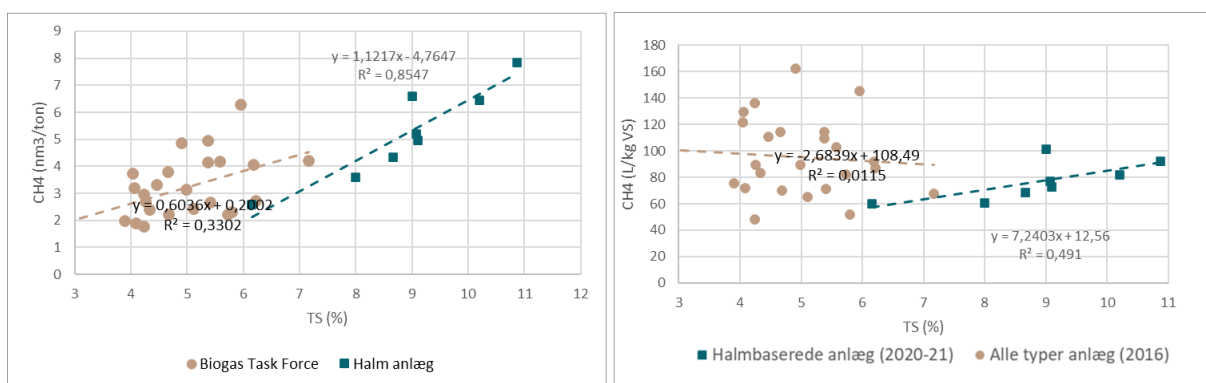 9
8
7
6
5
4
3
2
1
0
CH4 (nm3/ton)
y = 1,1217x - 4,7647
R² = 0,8547
y = 0,6036x + 0,2002
R² = 0,3302
3 4 5 6 7 8 9 10 11 12
TS (%)
Biogas Task Force Halm anlæg
180
160
140
120
100
80
60
40
20
0
CH4 (L/kg VS)
y = -2,6839x + 108,49
R² = 0,0115
y = 7,2403x + 12,56
R² = 0,491
3 4 5 6 7 8 9 10 11
TS (%)
Halmbaserede anlæg (2020-21) Alle typer anlæg (2016)